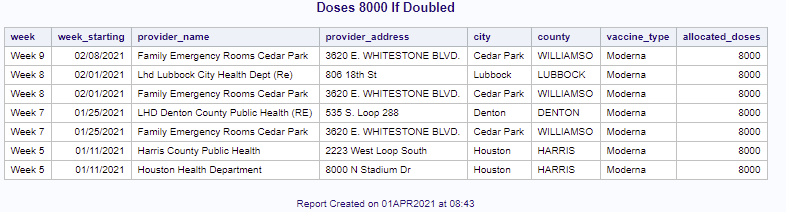 Doses 8000 If Doubled
week week_starting provider_name provider_address city county vaccine_type allocated_doses
Week 9 02/08/2021 Family Emergency Rooms Cedar Park 3620 E. WHITESTONE BLVD. Cedar Park WILLIAMSO Moderna 8000
Week 8 02/01/2021 Lhd Lubbock City Health Dept (Re) 806 18th St Lubbock LUBBOCK Moderna 8000
Week 8 02/01/2021 Family Emergency Rooms Cedar Park 3620 E. WHITESTONE BLVD. Cedar Park WILLIAMSO Moderna 8000
Week 7 01/25/2021 LHD Denton County Public Health (RE) 535 S. Loop 288 Denton DENTON Moderna 8000
Week 7 01/25/2021 Family Emergency Rooms Cedar Park 3620 E. WHITESTONE BLVD. Cedar Park WILLIAMSO Moderna 8000
Week 5 01/11/2021 Harris County Public Health 2223 West Loop South Houston HARRIS Moderna 8000
Week 5 01/11/2021 Houston Health Department 8000 N Stadium Dr Houston HARRIS Moderna 8000
Report Created on 01APR2021 at 08:43